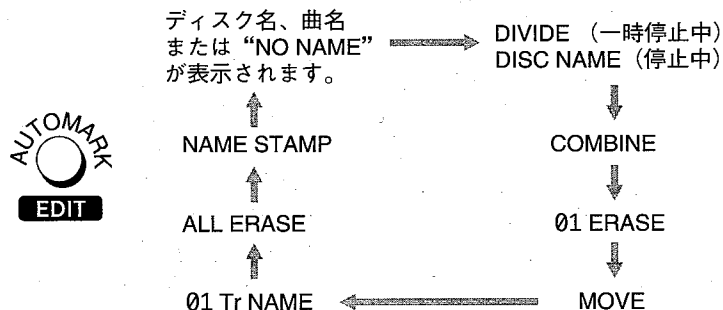 AUTOMARK
EDIT
ディスク名、曲名
または“NO NAME”
が表示されます。
DIVIDE （一時停止中）
DISC NAME（停止中）
COMBINE
01 ERASE
MOVE
01 Tr NAME
ALL ERASE
NAME STAMP